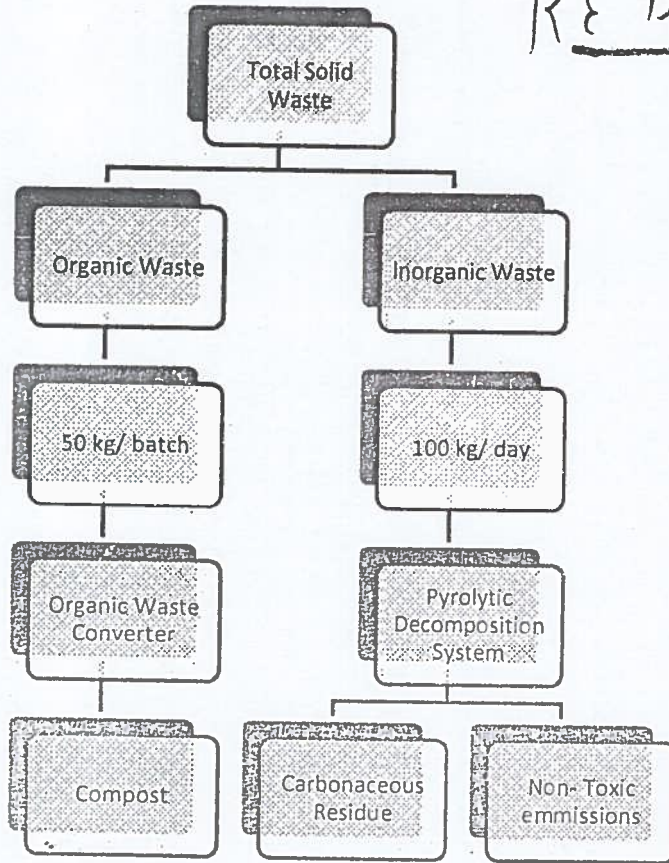 Total Solid
Waste
Organic Waste
Inorganic Waste
50 kg/ batch
100 kg/ day
Organic Waste
Converter
Pyrolytic
Decomposition
System
Compost
Carbonaceous
Residue
Non- Toxic
emmissions